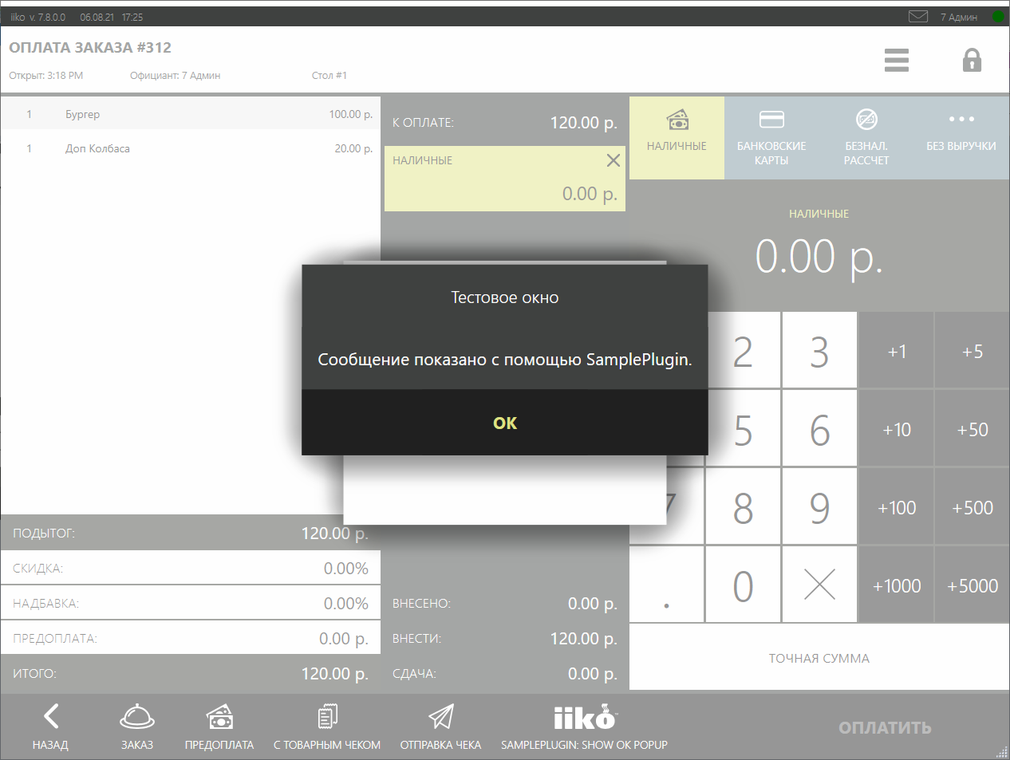 iiko v. 7.8.0.0 06.08.21 17:25 7 Админ
ОПЛАТА ЗАКАЗА #312
Открыт: 3:18 PM Официант: 7 Админ Стол #1
1 Бургер 100.00 р.
1 Доп Колбаса 20.00 р.
ПОДЫТОГ: 120.00 р.
СКИДКА: 0.00%
НАДБАВКА: 0.00%
ПРЕДОПЛАТА: 0.00 р.
ИТОГО: 120.00 р.
К ОПЛАТЕ: 120.00 р.
НАЛИЧНЫЕ
0.00 р.
ВНЕСЕНО: 0.00 р.
ВНЕСТИ: 120.00 р.
СДАЧА: 0.00 р.
Тестовое окно
Сообщение показано с помощью SamplePlugin.
ОК
НАЛИЧНЫЕ
БАНКОВСКИЕ
КАРТЫ
БЕЗНАЛ.
РАССЧЕТ
БЕЗ ВЫРУЧКИ
НАЛИЧНЫЕ
0.00 р.
2 3 +1 +5
5 6 +10 +50
7 8 9 +100 +500
. 0 +1000 +5000
ТОЧНАЯ СУММА
НАЗАД
ЗАКАЗ
ПРЕДОПЛАТА
С ТОВАРНЫМ ЧЕКОМ
ОТПРАВКА ЧЕКА
iiko
SAMPLEPLUGIN: SHOW OK POPUP
ОПЛАТИТЬ